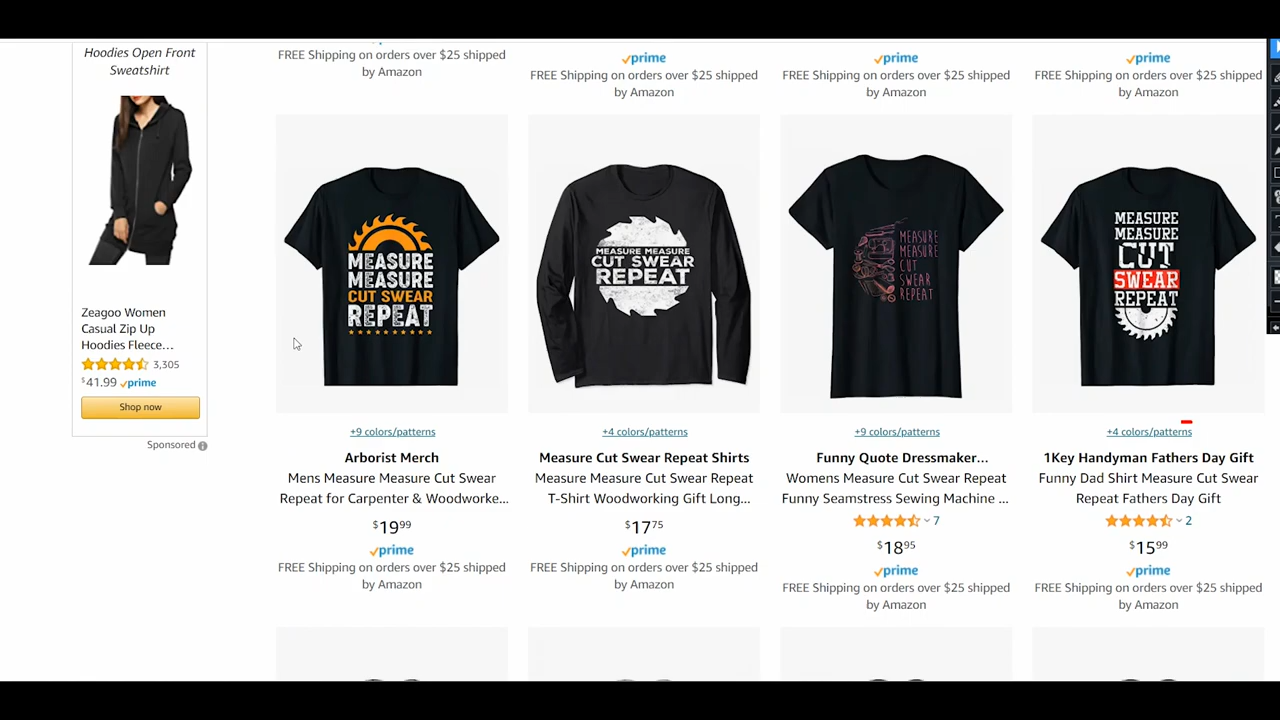 Hoodies Open Front
Sweatshirt
Zeagoo Women
Casual Zip Up
Hoodies Fleece...
3,305
$41.99 prime
Shop now
Sponsored
FREE Shipping on orders over $25 shipped
by Amazon
prime
FREE Shipping on orders over $25 shipped
by Amazon
prime
FREE Shipping on orders over $25 shipped
by Amazon
prime
FREE Shipping on orders over $25 shipped
by Amazon
MEASURE
MEASURE
CUT SWEAR
REPEAT
+9 colors/patterns
Arborist Merch
Mens Measure Measure Cut Swear
Repeat for Carpenter & Woodworke...
$19.99
prime
FREE Shipping on orders over $25 shipped
by Amazon
MEASURE MEASURE
CUT SWEAR
REPEAT
+4 colors/patterns
Measure Cut Swear Repeat Shirts
Measure Measure Cut Swear Repeat
T-Shirt Woodworking Gift Long...
$17.75
prime
FREE Shipping on orders over $25 shipped
by Amazon
MEASURE
MEASURE
CUT
SWEAR
REPEAT
+9 colors/patterns
Funny Quote Dressmaker...
Womens Measure Cut Swear Repeat
Funny Seamstress Sewing Machine ...
7
$18.95
prime
FREE Shipping on orders over $25 shipped
by Amazon
MEASURE
MEASURE
CUT
SWEAR
REPEAT
+4 colors/patterns
1Key Handyman Fathers Day Gift
Funny Dad Shirt Measure Cut Swear
Repeat Fathers Day Gift
2
$15.99
prime
FREE Shipping on orders over $25 shipped
by Amazon